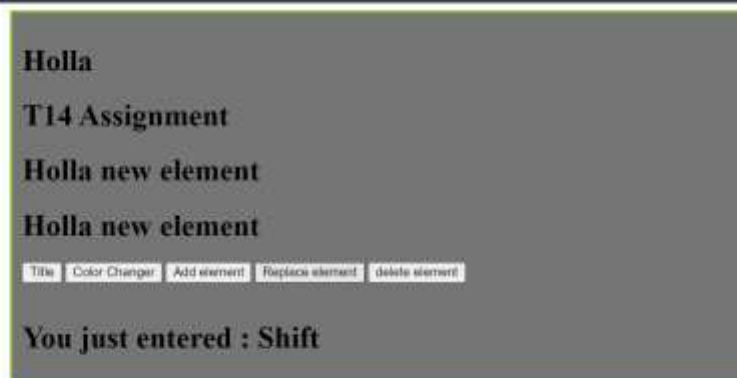 Holla
T14 Assignment
Holla new element
Holla new element
Title Color Changer Add element Replace element delete element
You just entered : Shift